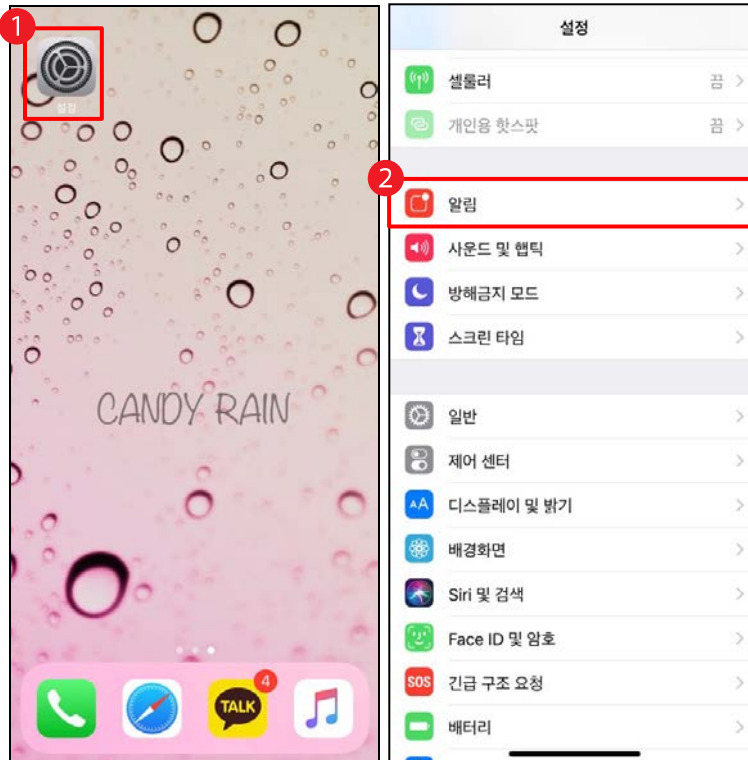 1
설정
CANDY RAIN
TALK
4
설정
셀룰러
끔
개인용 핫스팟
끔
2
알림
사운드 및 햅틱
방해금지 모드
스크린 타임
일반
제어 센터
AA
디스플레이 및 밝기
배경화면
Siri 및 검색
Face ID 및 암호
SOS
긴급 구조 요청
배터리